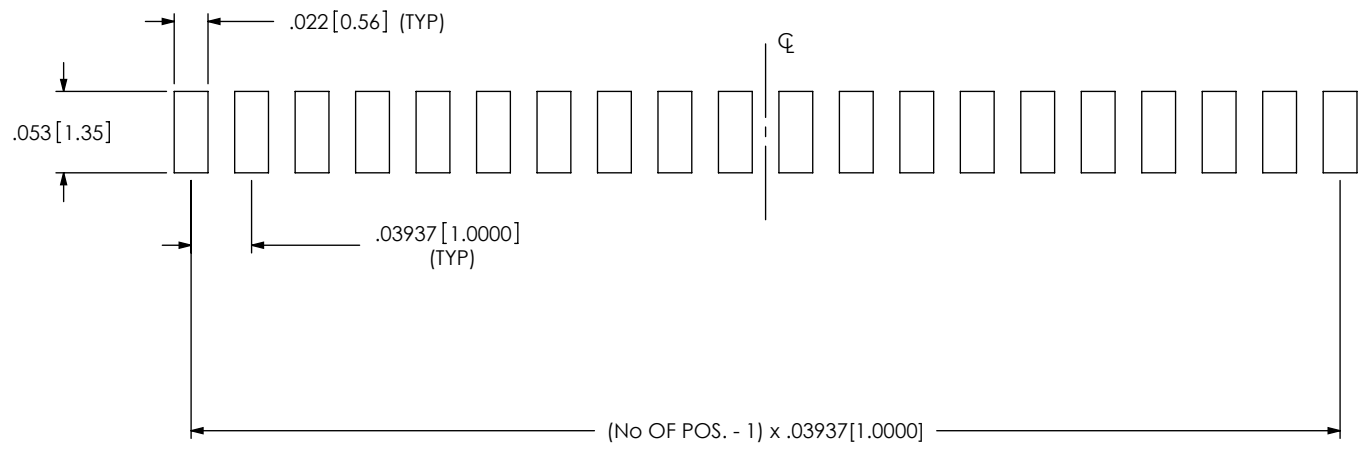 .022[0.56] (TYP)
℄
.053[1.35]
.03937[1.0000]
(TYP)
(No OF POS. - 1) x .03937[1.0000]